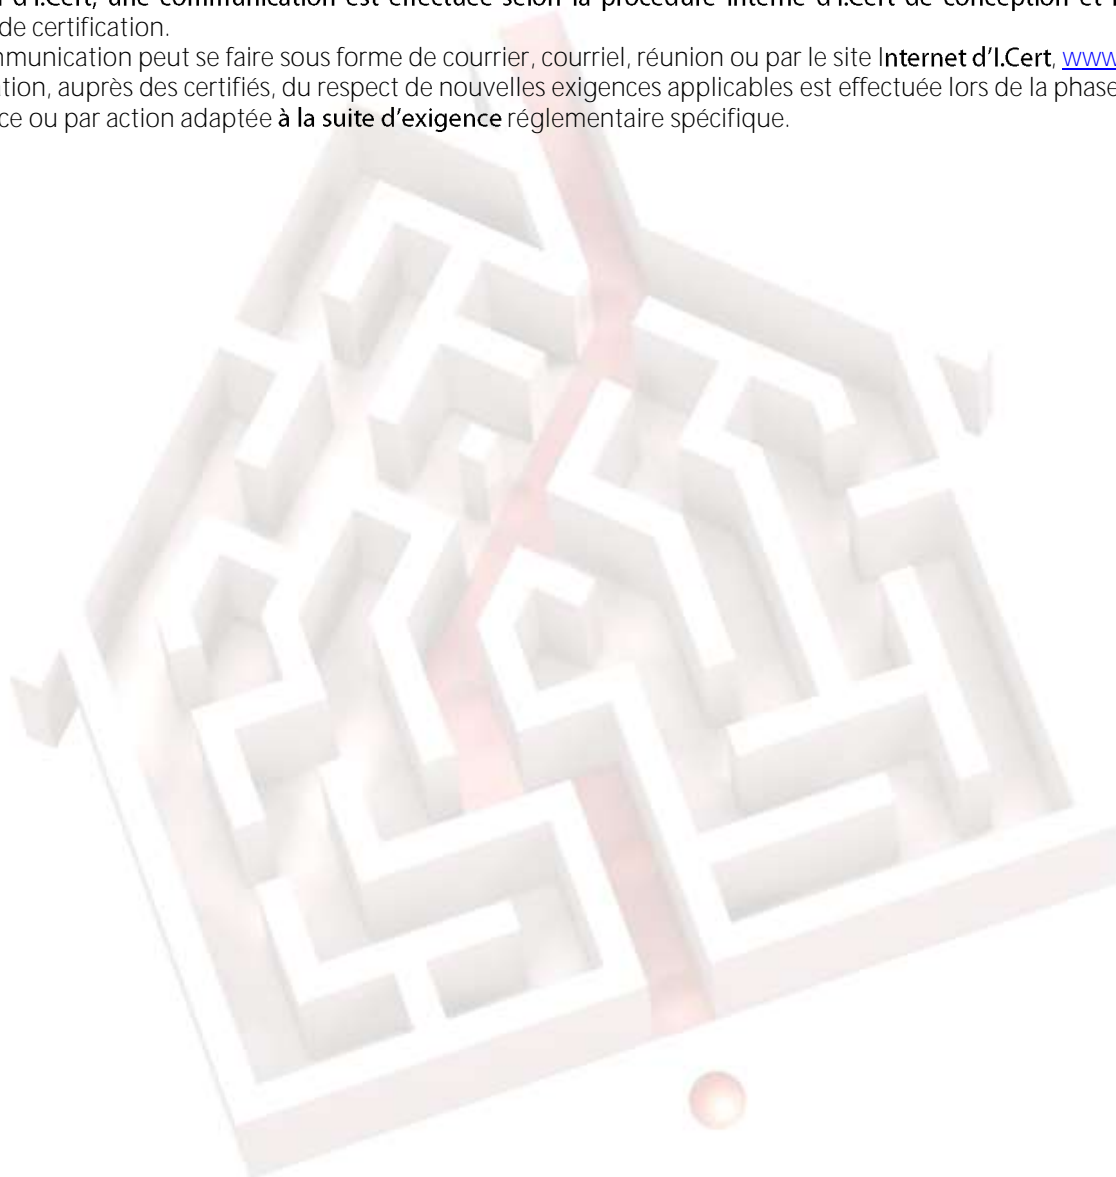 d'I.Cert, une communication est effectuée selon la procédure interne d'I.Cert de conception et
de certification.
mmunication peut se faire sous forme de courrier, courriel, réunion ou par le site Internet d'I.Cert, www
tion, auprès des certifiés, du respect de nouvelles exigences applicables est effectuée lors de la phase
ce ou par action adaptée à la suite d'exigence réglementaire spécifique.